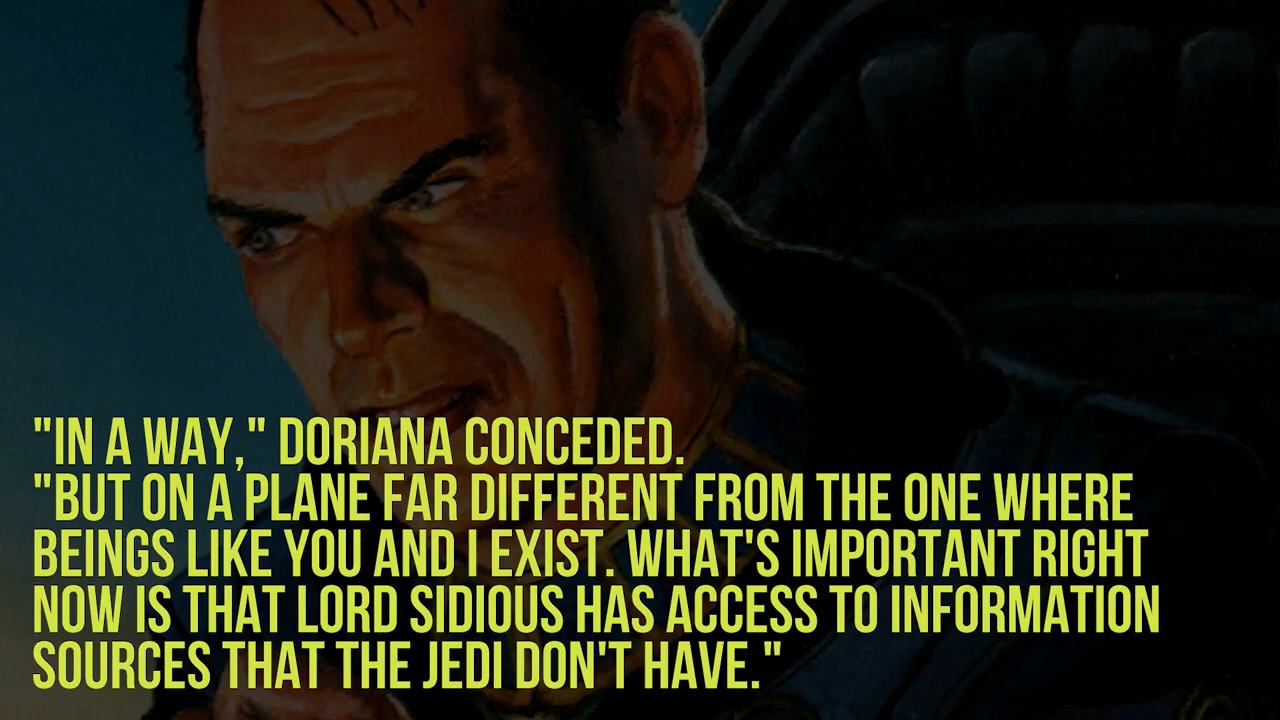 "IN A WAY," DORIANA CONCEDED.
"BUT ON A PLANE FAR DIFFERENT FROM THE ONE WHERE
BEINGS LIKE YOU AND I EXIST. WHAT'S IMPORTANT RIGHT
NOW IS THAT LORD SIDIOUS HAS ACCESS TO INFORMATION
SOURCES THAT THE JEDI DON'T HAVE."